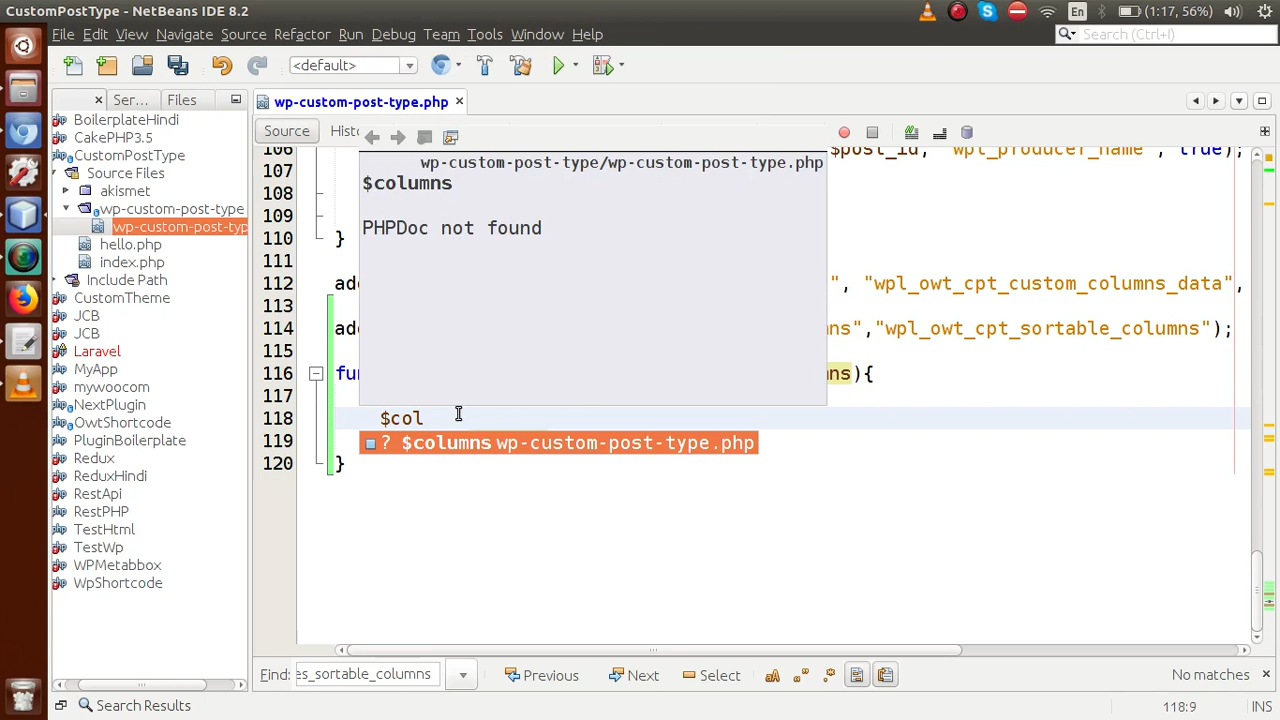 CustomPostType - NetBeans IDE 8.2
En
(1:17, 56%)
File Edit View Navigate Source Refactor Run Debug Team Tools Window Help
Search (Ctrl+I)
<default>
Ser... Files
wp-custom-post-type.php
Source Histo
BoilerplateHindi
CakePHP3.5
CustomPostType
Source Files
akismet
wp-custom-post-type
wp-custom-post-typ
hello.php
index.php
Include Path
CustomTheme
JCB
JCB
Laravel
MyApp
mywoocom
NextPlugin
OwtShortcode
PluginBoilerplate
Redux
ReduxHindi
RestApi
RestPHP
TestHtml
TestWp
WPMetabbox
WpShortcode
106 $post_id, "wpl_producer_name", true);
107
108
109
110 }
111
112 add ", "wpl_owt_cpt_custom_columns_data",
113
114 add ns","wpl_owt_cpt_sortable_columns");
115
116 fun ns){
117
118 $col
119
120 }
wp-custom-post-type/wp-custom-post-type.php
$columns
PHPDoc not found
? $columns wp-custom-post-type.php
Find: es_sortable_columns Previous Next Select No matches
Search Results
118:9 INS